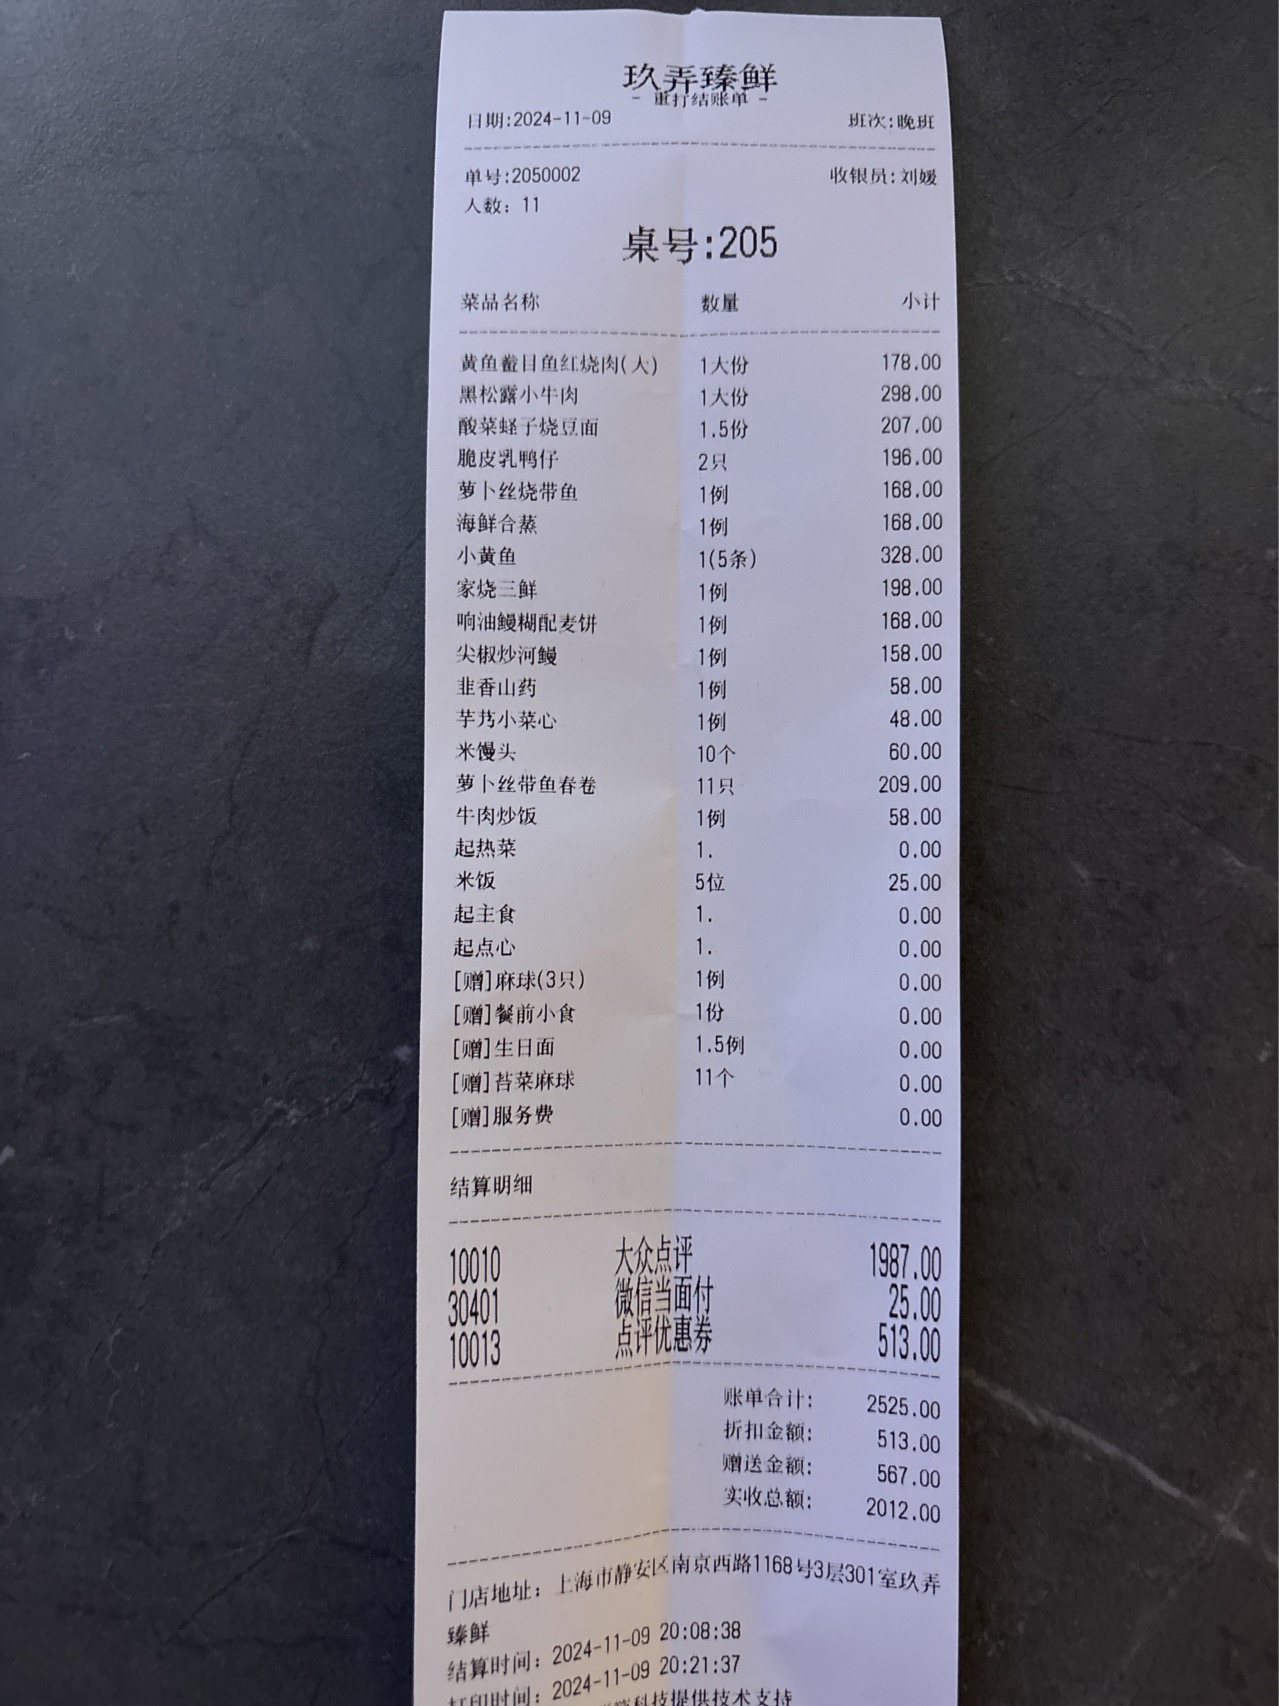 玖弄臻鲜
- 重打结账单 -
日期:2024-11-09 班次:晚班
单号:2050002 收银员:刘媛
人数: 11
桌号:205
菜品名称 数量 小计
黄鱼鲞目鱼红烧肉(大) 1大份 178.00
黑松露小牛肉 1大份 298.00
酸菜蛏子烧豆面 1.5份 207.00
脆皮乳鸭仔 2只 196.00
萝卜丝烧带鱼 1例 168.00
海鲜合蒸 1例 168.00
小黄鱼 1(5条) 328.00
家烧三鲜 1例 198.00
响油鳗糊配麦饼 1例 168.00
尖椒炒河鳗 1例 158.00
韭香山药 1例 58.00
芋艿小菜心 1例 48.00
米馒头 10个 60.00
萝卜丝带鱼春卷 11只 209.00
牛肉炒饭 1例 58.00
起热菜 1. 0.00
米饭 5位 25.00
起主食 1. 0.00
起点心 1. 0.00
[赠]麻球(3只) 1例 0.00
[赠]餐前小食 1份 0.00
[赠]生日面 1.5例 0.00
[赠]苔菜麻球 11个 0.00
[赠]服务费 0.00
结算明细
10010 大众点评 1987.00
30401 微信当面付 25.00
10013 点评优惠券 513.00
账单合计: 2525.00
折扣金额: 513.00
赠送金额: 567.00
实收总额: 2012.00
门店地址: 上海市静安区南京西路1168号3层301室玖弄
臻鲜
结算时间: 2024-11-09 20:08:38
打印时间: 2024-11-09 20:21:37
科技提供技术支持